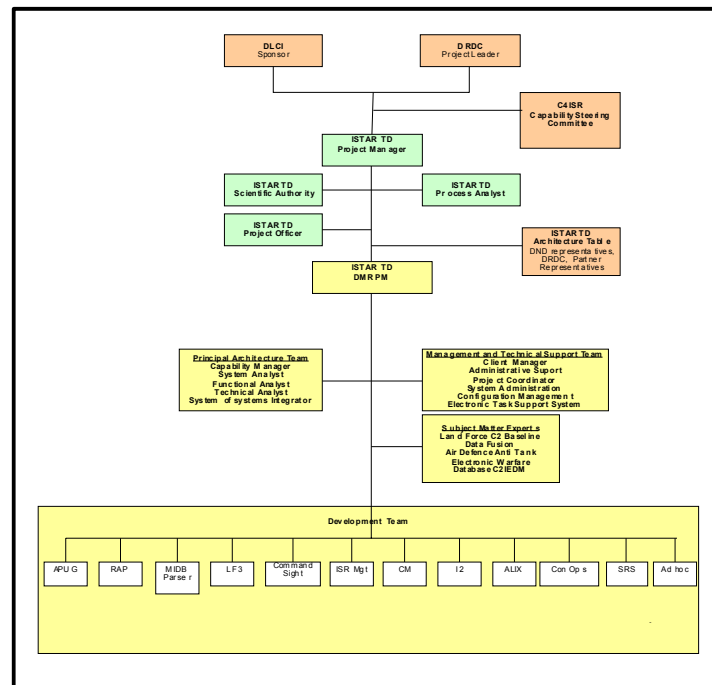 DLCI
Sponsor
DRDC
Project Leader
C4ISR
Capability Steering
Committee
ISTAR TD
Project Manager
ISTAR TD
Scientific Authority
ISTAR TD
Process Analyst
ISTAR TD
Project Officer
ISTAR TD
Architecture Table
DND representatives,
DRDC, Partner
Representatives
ISTAR TD
DMR PM
Principal Architecture Team
Capability Manager
System Analyst
Functional Analyst
Technical Analyst
System of systems Integrator
Management and Technical Support Team
Client Manager
Administrative Suport
Project Coordinator
System Administration
Configuration Management
Electronic Task Support System
Subject Matter Experts
Land Force C2 Baseline
Data Fusion
Air Defence Anti Tank
Electronic Warfare
Database C2IEDM
Development Team
APUG
RAP
MIDB
Parser
LF3
Command
Sight
ISR Mgt
CM
I2
ALIX
Con Ops
SRS
Ad hoc